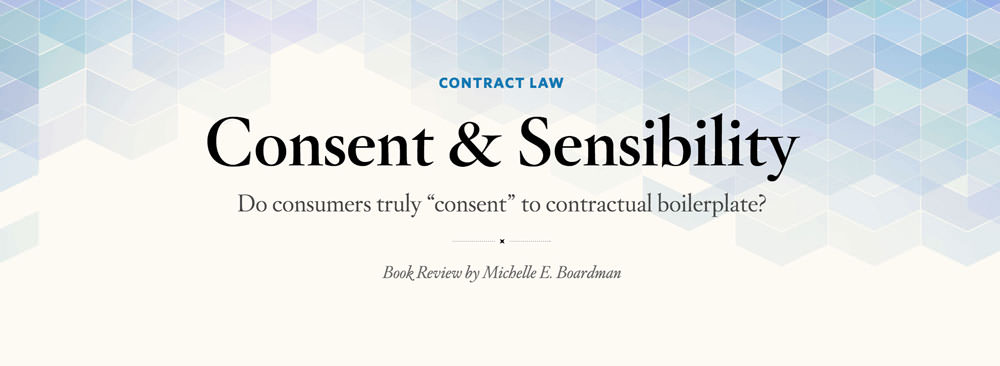 CONTRACT LAW
Consent & Sensibility
Do consumers truly “consent” to contractual boilerplate?
Book Review by Michelle E. Boardman